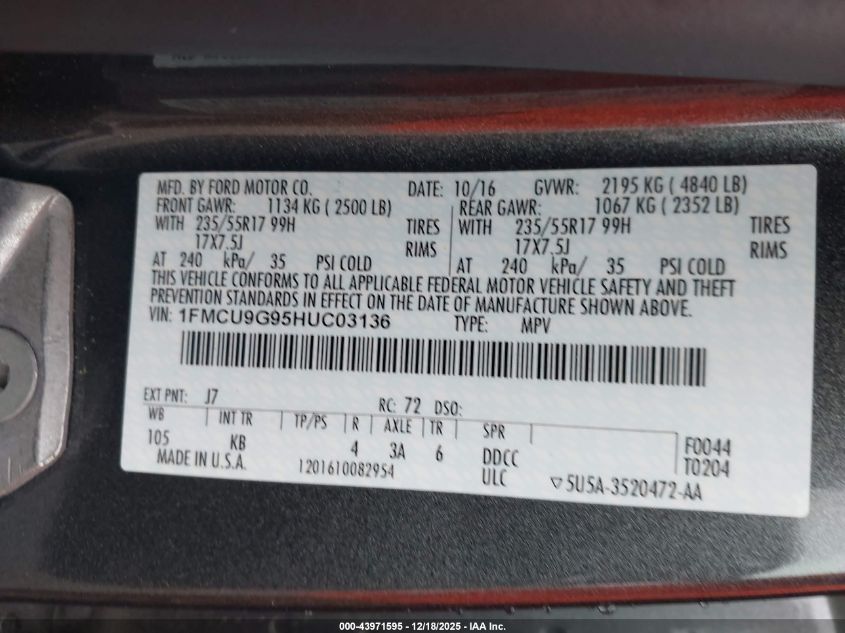 MFD. BY FORD MOTOR CO. DATE: 10/16 GVWR: 2195 KG ( 4840 LB)
FRONT GAWR: 1134 KG ( 2500 LB) REAR GAWR: 1067 KG ( 2352 LB)
WITH 235/55R17 99H TIRES WITH 235/55R17 99H TIRES
17X7.5J RIMS 17X7.5J RIMS
AT 240 kPa/ 35 PSI COLD AT 240 kPa/ 35 PSI COLD
THIS VEHICLE CONFORMS TO ALL APPLICABLE FEDERAL MOTOR VEHICLE SAFETY AND THEFT
PREVENTION STANDARDS IN EFFECT ON THE DATE OF MANUFACTURE SHOWN ABOVE.
VIN: 1FMCU9G95HUC03136 TYPE: MPV
EXT PNT: J7 RC: 72 DSO:
WB INT TR TP/PS R AXLE TR SPR
105 KB 4 3A 6 DDCC F0044
MADE IN U.S.A. 1201610082954 ULC T0204
▽5U5A-3520472-AA
000-43971595 - 12/18/2025 - IAA Inc.